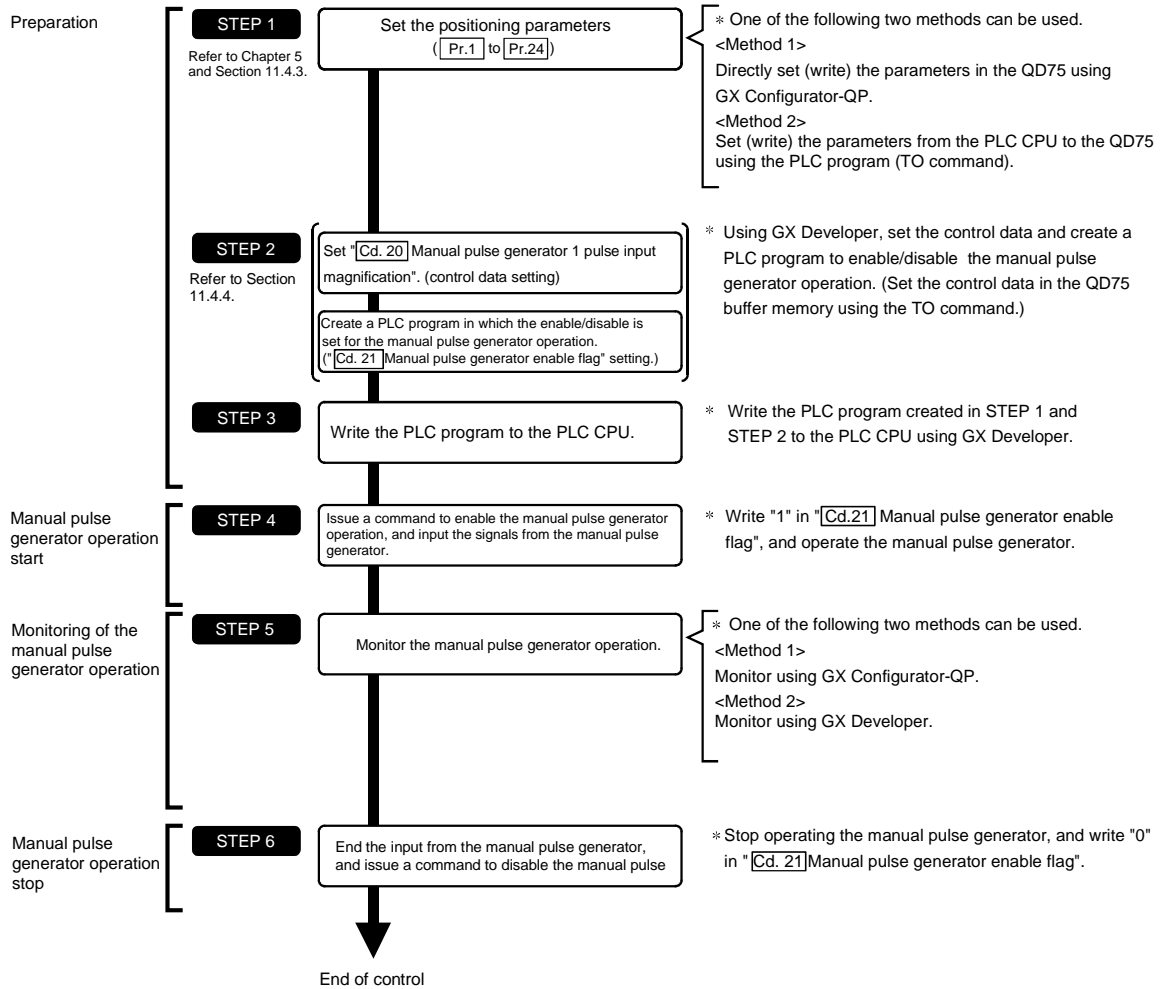 Preparation
STEP 1
Refer to Chapter 5
and Section 11.4.3.
Set the positioning parameters
( Pr.1 to Pr.24 )
* One of the following two methods can be used.
<Method 1>
Directly set (write) the parameters in the QD75 using
GX Configurator-QP.
<Method 2>
Set (write) the parameters from the PLC CPU to the QD75
using the PLC program (TO command).
STEP 2
Refer to Section
11.4.4.
Set "Cd. 20 Manual pulse generator 1 pulse input
magnification". (control data setting)
Create a PLC program in which the enable/disable is
set for the manual pulse generator operation.
("Cd. 21 Manual pulse generator enable flag" setting.)
* Using GX Developer, set the control data and create a
PLC program to enable/disable the manual pulse
generator operation. (Set the control data in the QD75
buffer memory using the TO command.)
STEP 3
Write the PLC program to the PLC CPU.
* Write the PLC program created in STEP 1 and
STEP 2 to the PLC CPU using GX Developer.
Manual pulse
generator operation
start
STEP 4
Issue a command to enable the manual pulse generator
operation, and input the signals from the manual pulse
generator.
* Write "1" in "Cd.21 Manual pulse generator enable
flag", and operate the manual pulse generator.
Monitoring of the
manual pulse
generator operation
STEP 5
Monitor the manual pulse generator operation.
* One of the following two methods can be used.
<Method 1>
Monitor using GX Configurator-QP.
<Method 2>
Monitor using GX Developer.
Manual pulse
generator operation
stop
STEP 6
End the input from the manual pulse generator,
and issue a command to disable the manual pulse
* Stop operating the manual pulse generator, and write "0"
in " Cd. 21 Manual pulse generator enable flag".
End of control